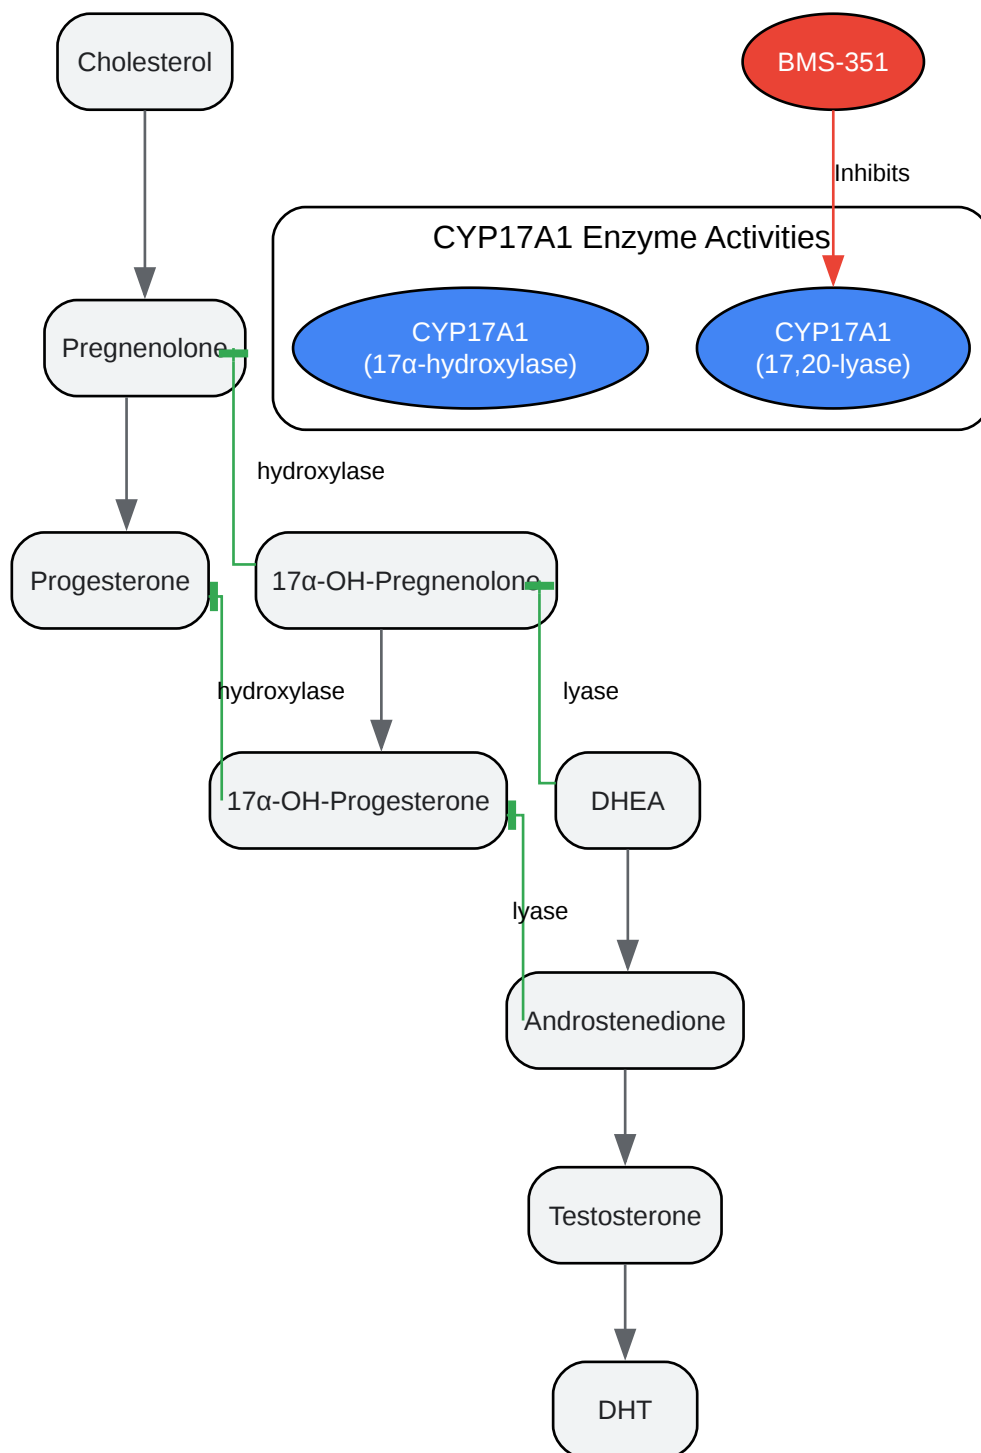 Cholesterol
BMS-351
Inhibits
CYP17A1 Enzyme Activities
CYP17A1
(17α-hydroxylase)
CYP17A1
(17,20-lyase)
Pregnenolone
hydroxylase
Progesterone
17α-OH-Pregnenolone
hydroxylase
lyase
17α-OH-Progesterone
DHEA
lyase
Androstenedione
Testosterone
DHT